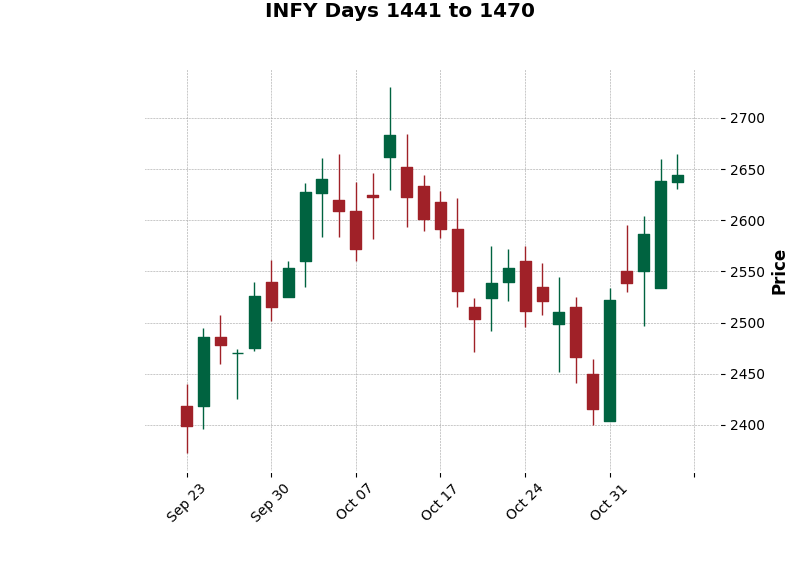 INFY Days 1441 to 1470
2700
2650
2600
2550
2500
2450
2400
Price
Sep 23
Sep 30
Oct 07
Oct 17
Oct 24
Oct 31